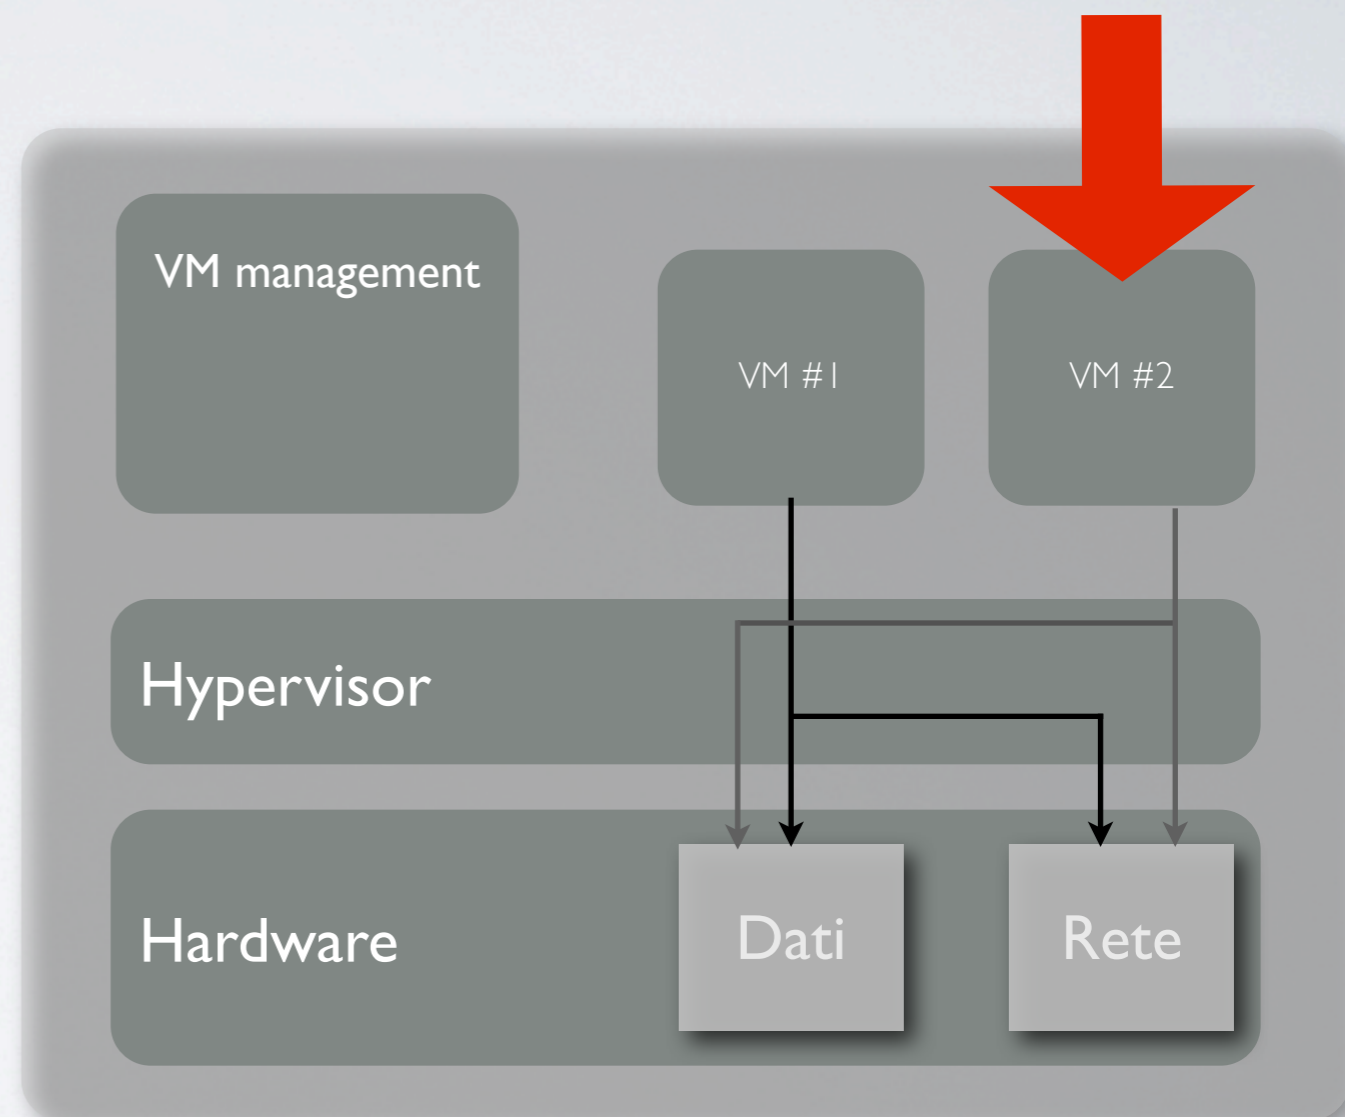 VM management
VM #1
VM #2
Hypervisor
Hardware
Dati
Rete